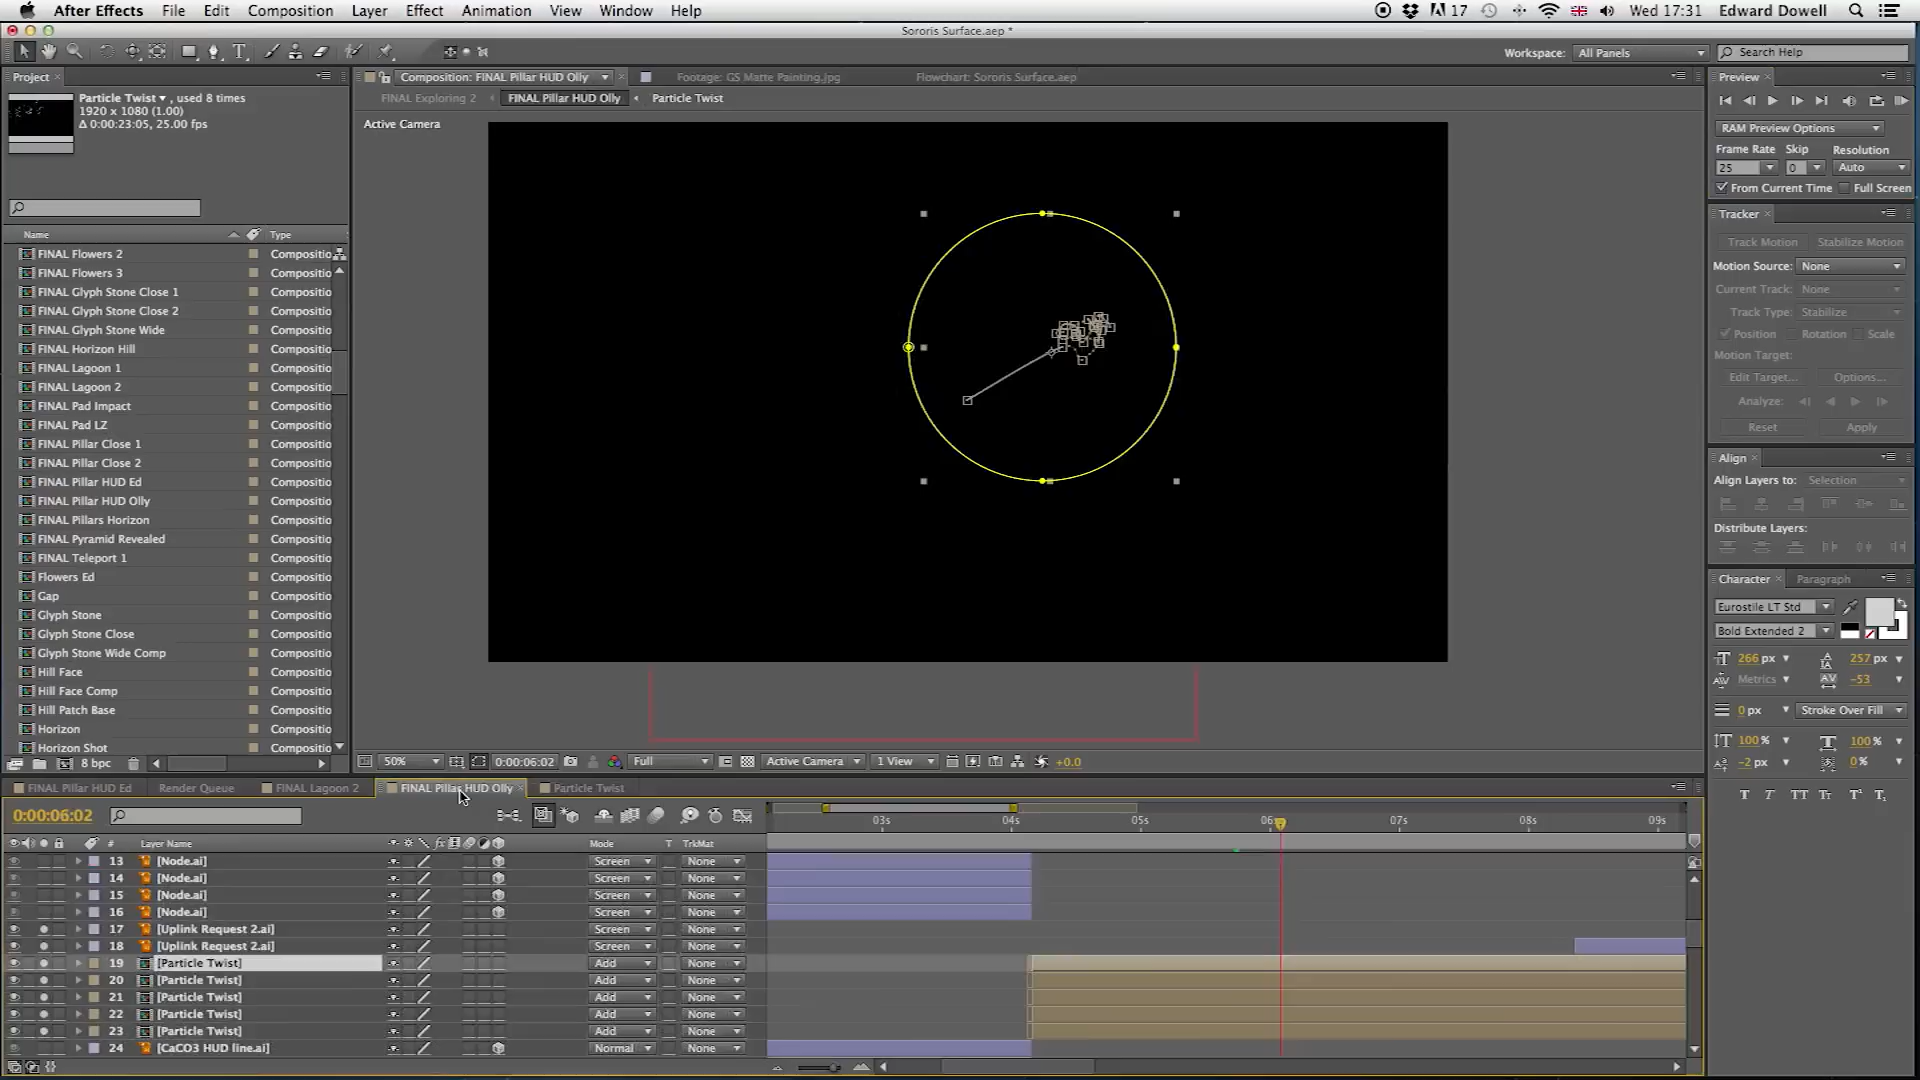 After Effects File Edit Composition Layer Effect Animation View Window Help 17 Wed 17:31 Edward Dowell
Sororis Surface.aep *
Workspace: All Panels Search Help
Project
Particle Twist , used 8 times
1920 x 1080 (1.00)
Δ 0:00:23:05, 25.00 fps
Name Type
FINAL Flowers 2 Compositio
FINAL Flowers 3 Compositio
FINAL Glyph Stone Close 1 Compositio
FINAL Glyph Stone Close 2 Compositio
FINAL Glyph Stone Wide Compositio
FINAL Horizon Hill Compositio
FINAL Lagoon 1 Compositio
FINAL Lagoon 2 Compositio
FINAL Pad Impact Compositio
FINAL Pad LZ Compositio
FINAL Pillar Close 1 Compositio
FINAL Pillar Close 2 Compositio
FINAL Pillar HUD Ed Compositio
FINAL Pillar HUD Olly Compositio
FINAL Pillars Horizon Compositio
FINAL Pyramid Revealed Compositio
FINAL Teleport 1 Compositio
Flowers Ed Compositio
Gap Compositio
Glyph Stone Compositio
Glyph Stone Close Compositio
Glyph Stone Wide Comp Compositio
Hill Face Compositio
Hill Face Comp Compositio
Hill Patch Base Compositio
Horizon Compositio
Horizon Shot Compositio
8 bpc
Composition: FINAL Pillar HUD Olly Footage: GS Matte Painting.jpg Flowchart: Sororis Surface.aep
FINAL Exploring 2 FINAL Pillar HUD Olly Particle Twist
Active Camera
50% 0:00:06:02 Full Active Camera 1 View +0.0
Preview
RAM Preview Options
Frame Rate Skip Resolution
25 0 Auto
From Current Time Full Screen
Tracker
Track Motion Stabilize Motion
Motion Source: None
Current Track: None
Track Type: Stabilize
Position Rotation Scale
Motion Target:
Edit Target... Options...
Analyze:
Reset Apply
Align
Align Layers to: Selection
Distribute Layers:
Character Paragraph
Eurostile LT Std
Bold Extended 2
266 px 257 px
Metrics -53
0 px Stroke Over Fill
100% 100%
-2 px 0%
T T TT Tr T¹ T₁
FINAL Pillar HUD Ed Render Queue FINAL Lagoon 2 FINAL Pillar HUD Olly Particle Twist
0:00:06:02
03s 04s 05s 06s 07s 08s 09s
# Layer Name Mode T TrkMat
13 [Node.ai] Screen None
14 [Node.ai] Screen None
15 [Node.ai] Screen None
16 [Node.ai] Screen None
17 [Uplink Request 2.ai] Screen None
18 [Uplink Request 2.ai] Screen None
19 [Particle Twist] Add None
20 [Particle Twist] Add None
21 [Particle Twist] Add None
22 [Particle Twist] Add None
23 [Particle Twist] Add None
24 [CaCO3 HUD line.ai] Normal None